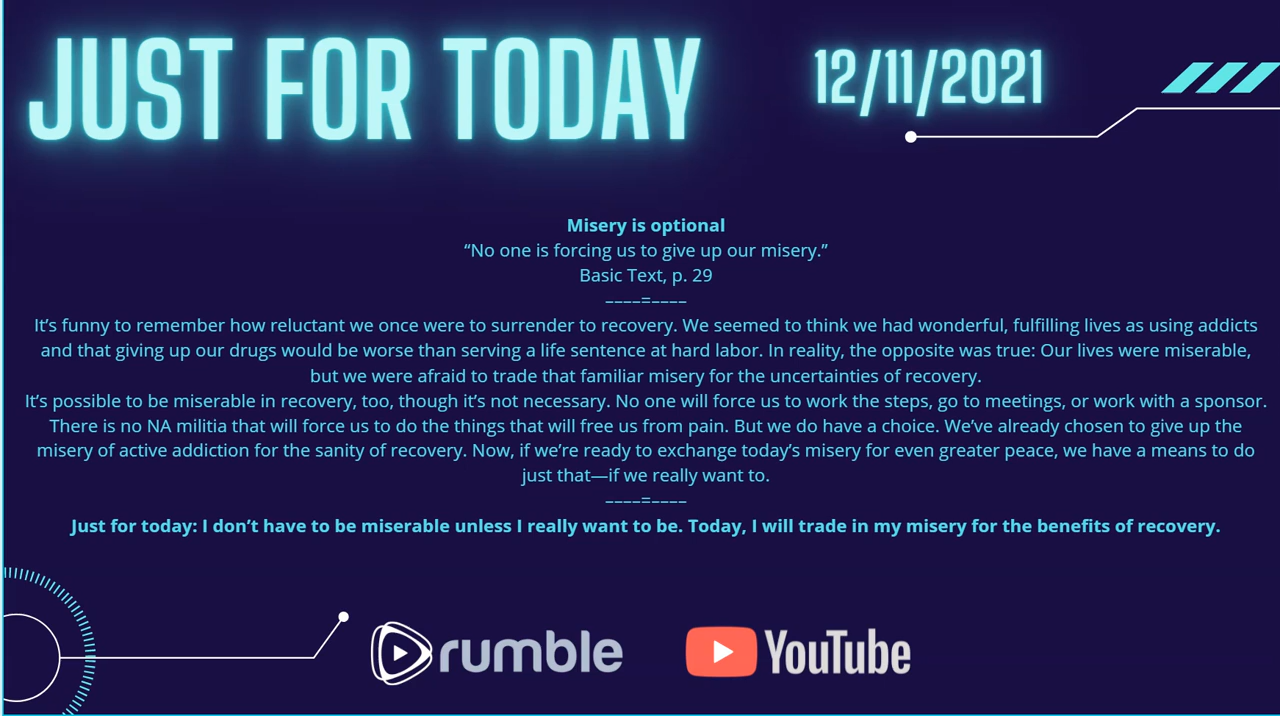 JUST FOR TODAY
12/11/2021
Misery is optional
“No one is forcing us to give up our misery.”
Basic Text, p. 29
––––=––––
It’s funny to remember how reluctant we once were to surrender to recovery. We seemed to think we had wonderful, fulfilling lives as using addicts
and that giving up our drugs would be worse than serving a life sentence at hard labor. In reality, the opposite was true: Our lives were miserable,
but we were afraid to trade that familiar misery for the uncertainties of recovery.
It’s possible to be miserable in recovery, too, though it’s not necessary. No one will force us to work the steps, go to meetings, or work with a sponsor.
There is no NA militia that will force us to do the things that will free us from pain. But we do have a choice. We’ve already chosen to give up the
misery of active addiction for the sanity of recovery. Now, if we’re ready to exchange today’s misery for even greater peace, we have a means to do
just that—if we really want to.
––––=––––
Just for today: I don’t have to be miserable unless I really want to be. Today, I will trade in my misery for the benefits of recovery.
rumble
YouTube